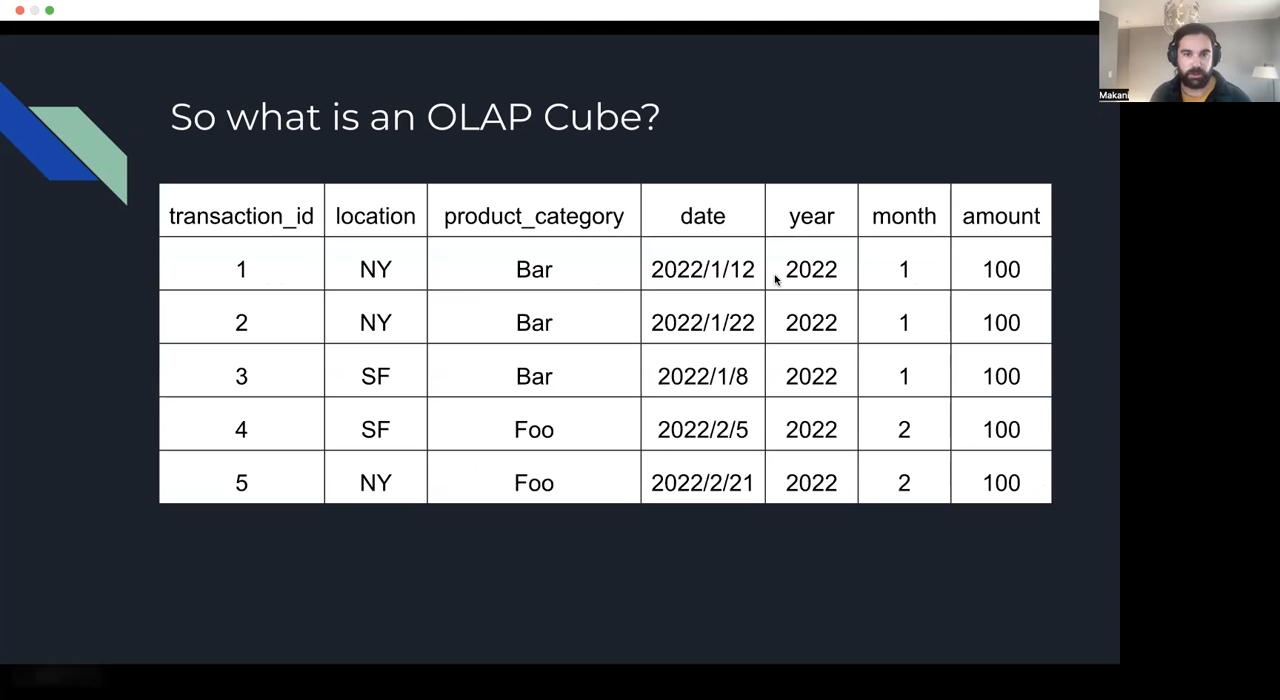 So what is an OLAP Cube?
transaction_id location product_category date year month amount
1 NY Bar 2022/1/12 2022 1 100
2 NY Bar 2022/1/22 2022 1 100
3 SF Bar 2022/1/8 2022 1 100
4 SF Foo 2022/2/5 2022 2 100
5 NY Foo 2022/2/21 2022 2 100
Makani